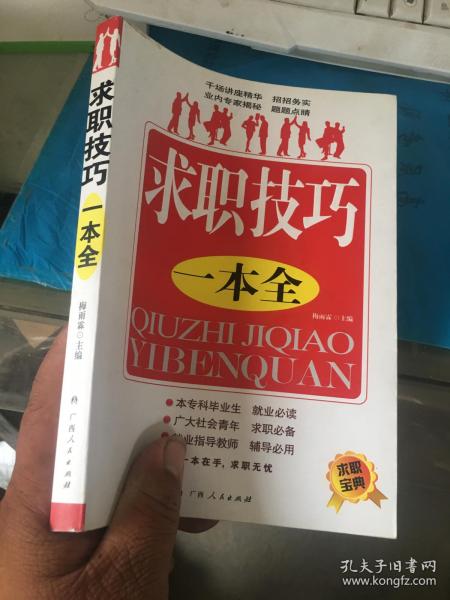 求职技巧
一本全
梅雨霖◎主编
广西人民出版社
千场讲座精华 招招务实
业内专家揭秘 题题点睛
求职技巧
一本全
梅雨霖◎主编
QIUZHI JIQIAO
YIBENQUAN
●本专科毕业生 就业必读
●广大社会青年 求职必备
业指导教师 辅导必用
一本在手，求职无忧
广西人民出版社
求职
宝典
孔夫子旧书网
www.kongfz.com